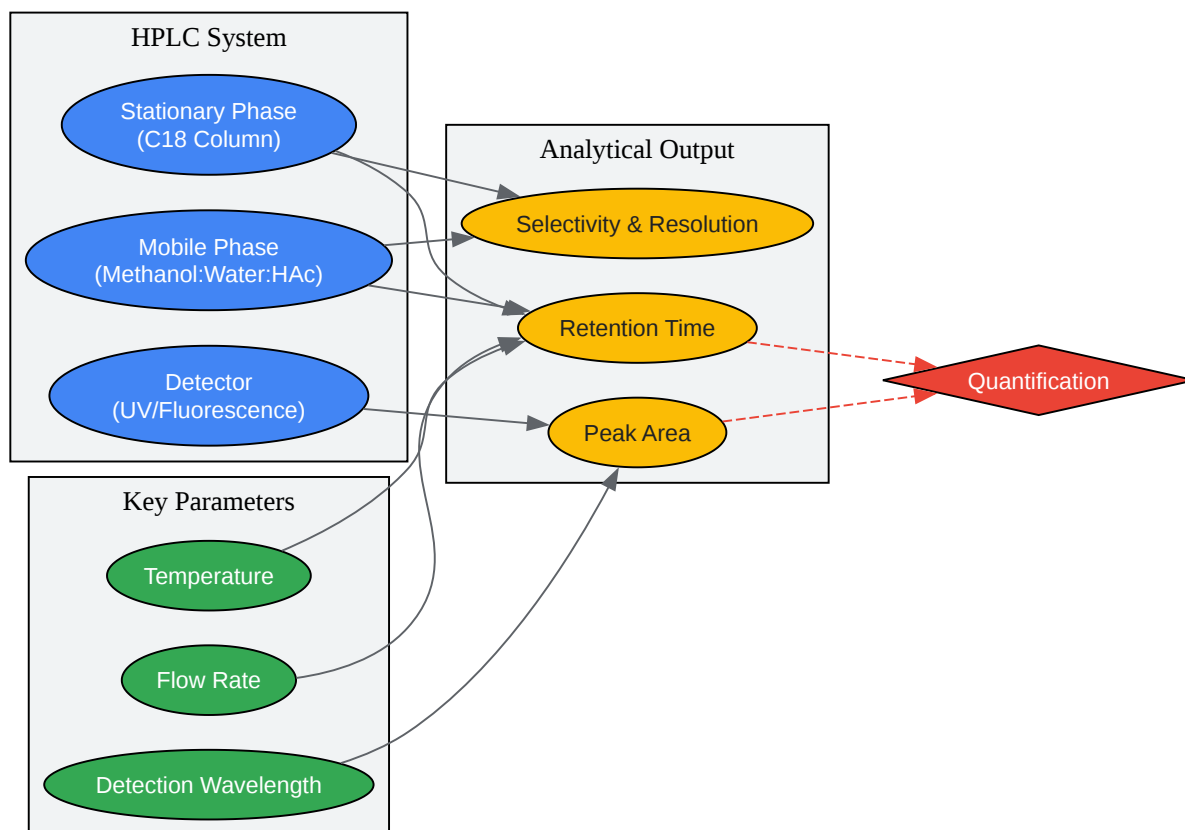 HPLC System
Stationary Phase
(C18 Column)
Mobile Phase
(Methanol:Water:HAc)
Detector
(UV/Fluorescence)
Key Parameters
Temperature
Flow Rate
Detection Wavelength
Analytical Output
Selectivity & Resolution
Retention Time
Peak Area
Quantification